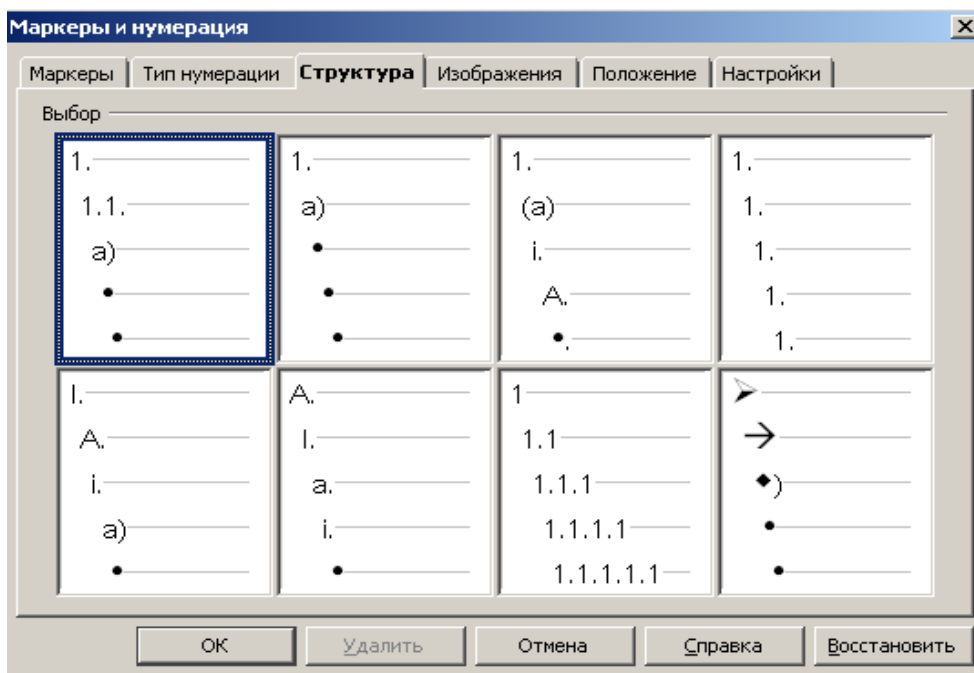 Маркеры и нумерация
Маркеры Тип нумерации Структура Изображения Положение Настройки
Выбор
1. 1. 1. 1.
1.1. a) (a) 1.
a) • i. 1.
• • A. 1.
• • •. 1.
I. A. 1 ➢
A. I. 1.1 →
i. a. 1.1.1 ◆)
a) i. 1.1.1.1 •
• • 1.1.1.1.1 •
ОК Удалить Отмена Справка Восстановить